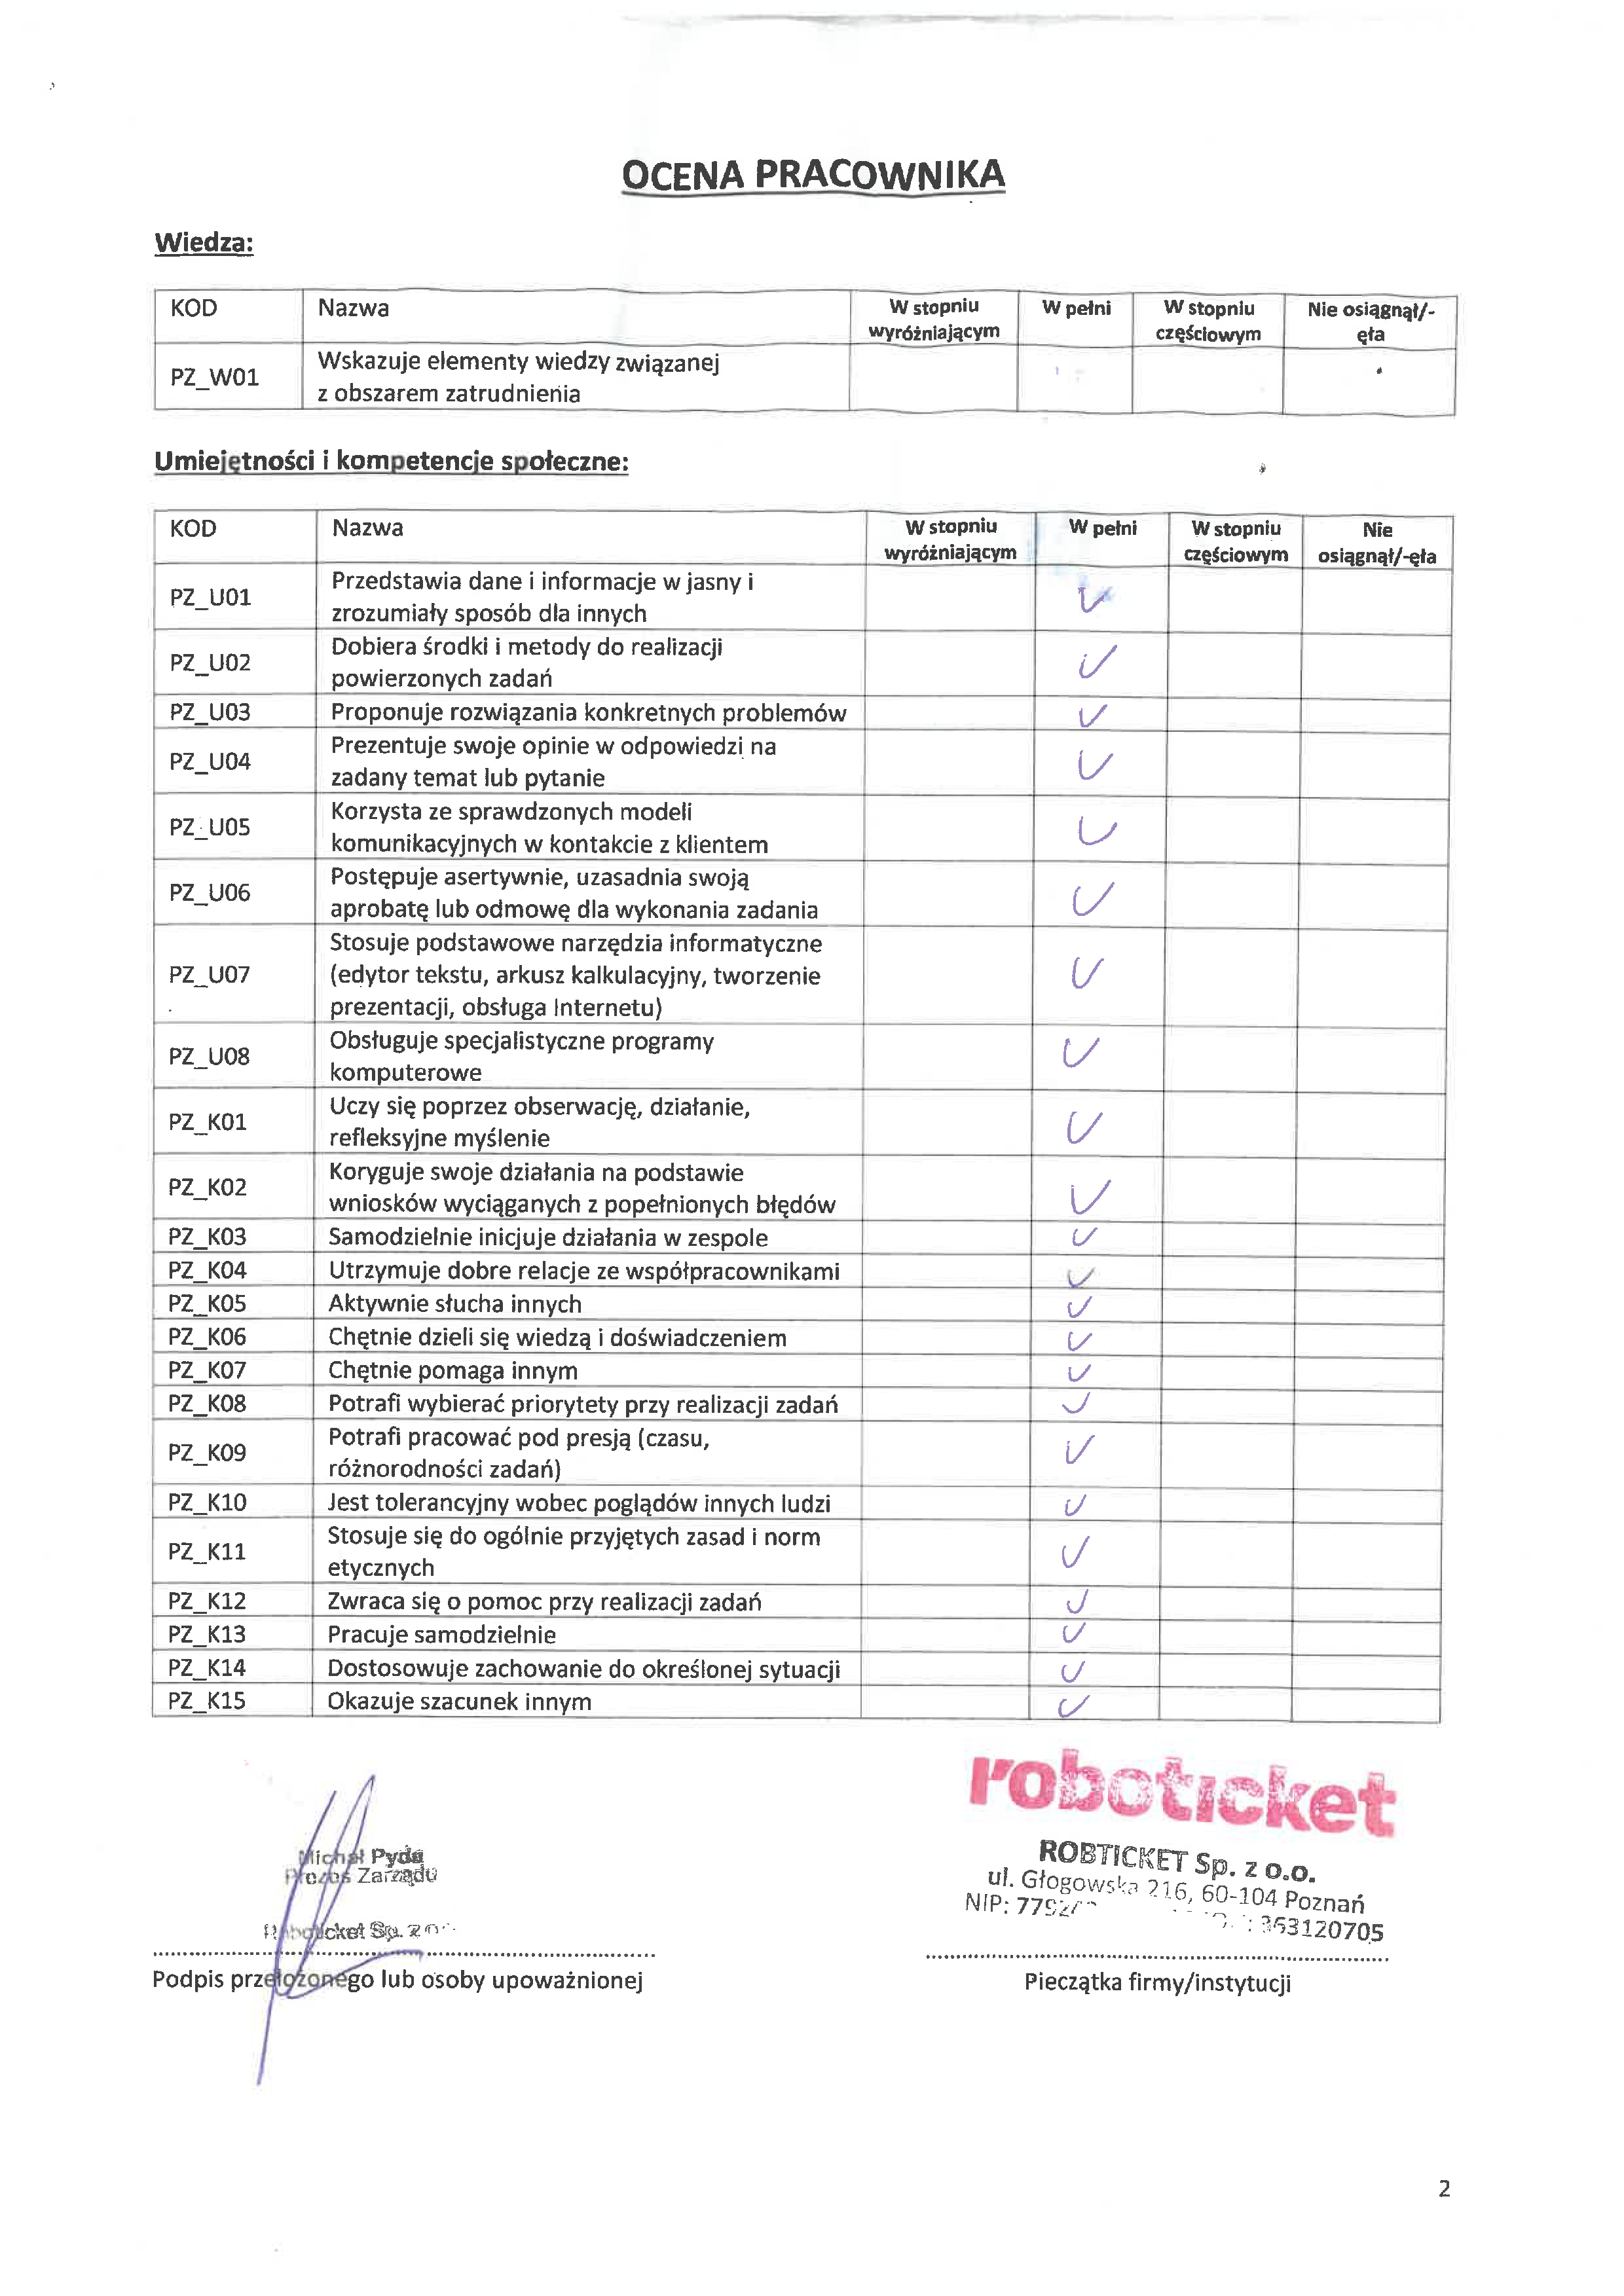 OCENA PRACOWNIKA
Wiedza:
KOD Nazwa W stopniu wyróżniającym W pełni W stopniu częściowym Nie osiągnął/-ęła
PZ_W01 Wskazuje elementy wiedzy związanej
z obszarem zatrudnienia
Umiejętności i kompetencje społeczne:
KOD Nazwa W stopniu wyróżniającym W pełni W stopniu częściowym Nie osiągnął/-ęła
PZ_U01 Przedstawia dane i informacje w jasny i
zrozumiały sposób dla innych
PZ_U02 Dobiera środki i metody do realizacji
powierzonych zadań
PZ_U03 Proponuje rozwiązania konkretnych problemów
PZ_U04 Prezentuje swoje opinie w odpowiedzi na
zadany temat lub pytanie
PZ_U05 Korzysta ze sprawdzonych modeli
komunikacyjnych w kontakcie z klientem
PZ_U06 Postępuje asertywnie, uzasadnia swoją
aprobatę lub odmowę dla wykonania zadania
PZ_U07 Stosuje podstawowe narzędzia informatyczne
(edytor tekstu, arkusz kalkulacyjny, tworzenie
prezentacji, obsługa Internetu)
PZ_U08 Obsługuje specjalistyczne programy
komputerowe
PZ_K01 Uczy się poprzez obserwację, działanie,
refleksyjne myślenie
PZ_K02 Koryguje swoje działania na podstawie
wniosków wyciąganych z popełnionych błędów
PZ_K03 Samodzielnie inicjuje działania w zespole
PZ_K04 Utrzymuje dobre relacje ze współpracownikami
PZ_K05 Aktywnie słucha innych
PZ_K06 Chętnie dzieli się wiedzą i doświadczeniem
PZ_K07 Chętnie pomaga innym
PZ_K08 Potrafi wybierać priorytety przy realizacji zadań
PZ_K09 Potrafi pracować pod presją (czasu,
różnorodności zadań)
PZ_K10 Jest tolerancyjny wobec poglądów innych ludzi
PZ_K11 Stosuje się do ogólnie przyjętych zasad i norm
etycznych
PZ_K12 Zwraca się o pomoc przy realizacji zadań
PZ_K13 Pracuje samodzielnie
PZ_K14 Dostosowuje zachowanie do określonej sytuacji
PZ_K15 Okazuje szacunek innym
roboticket
Michał Pyda
Prezes Zarządu
ROBTICKET Sp. z o.o.
ul. Głogowska 216, 60-104 Poznań
NIP: 363120705
Sp. z o.o.
Podpis przełożonego lub osoby upoważnionej
Pieczątka firmy/instytucji
2